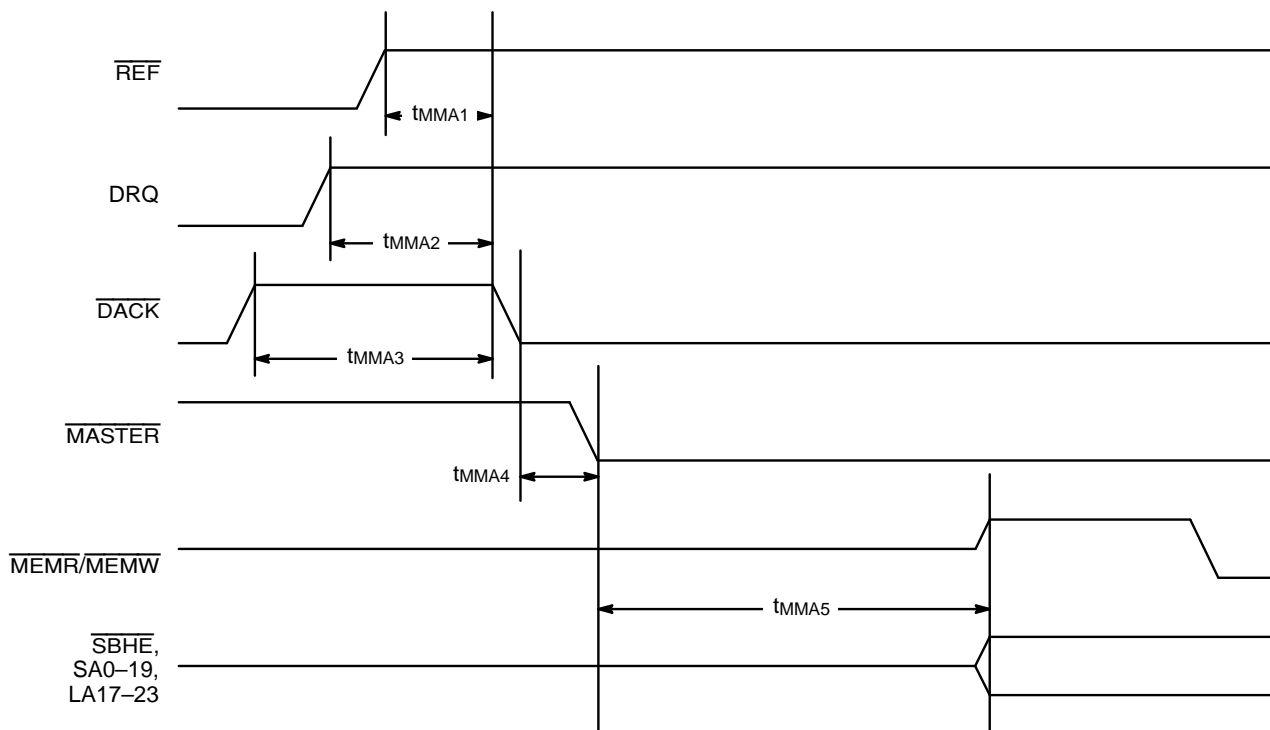 REF
tMMA1
DRQ
tMMA2
DACK
tMMA3
MASTER
tMMA4
MEMR/MEMW
tMMA5
SBHE,
SA0–19,
LA17–23